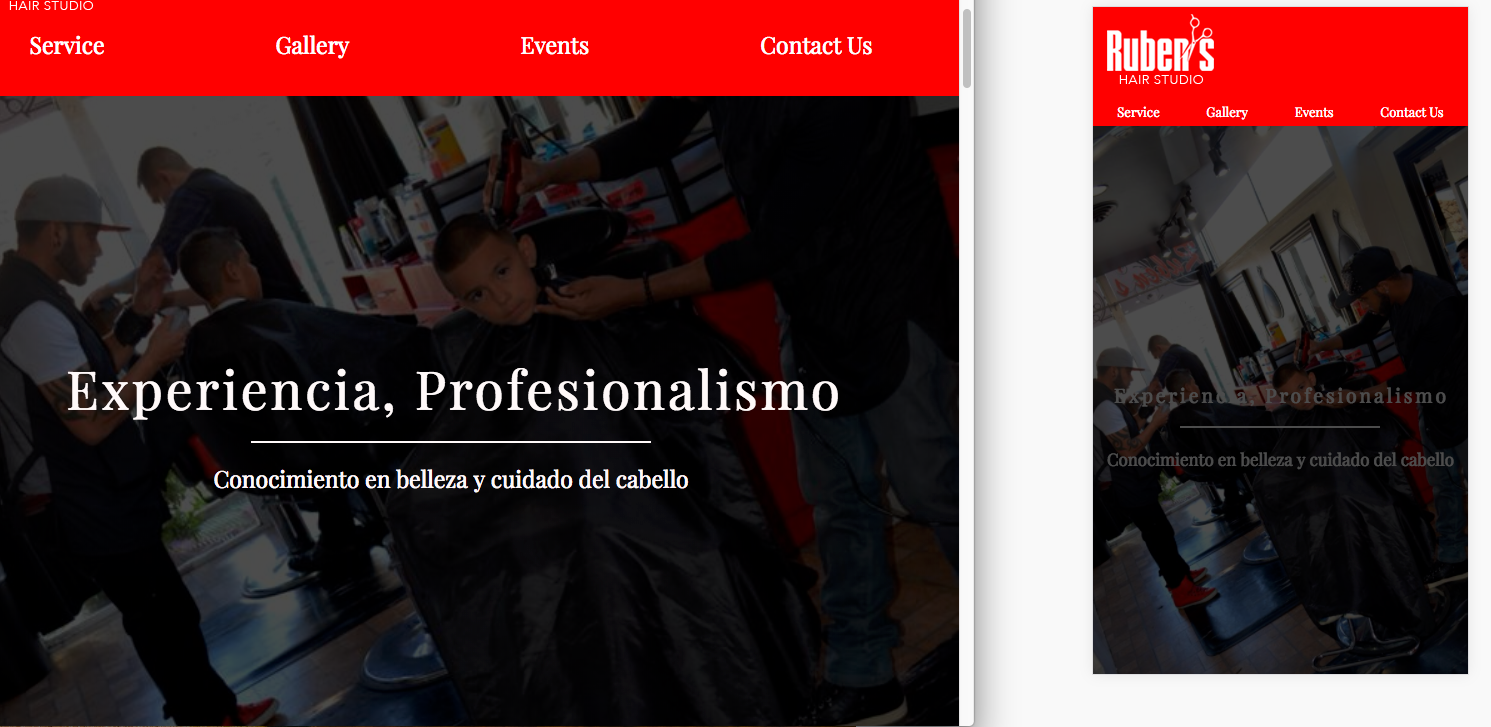 HAIR STUDIO
Service Gallery Events Contact Us
Experiencia, Profesionalismo
Conocimiento en belleza y cuidado del cabello
Ruben's
HAIR STUDIO
Service Gallery Events Contact Us
Experiencia, Profesionalismo
Conocimiento en belleza y cuidado del cabello